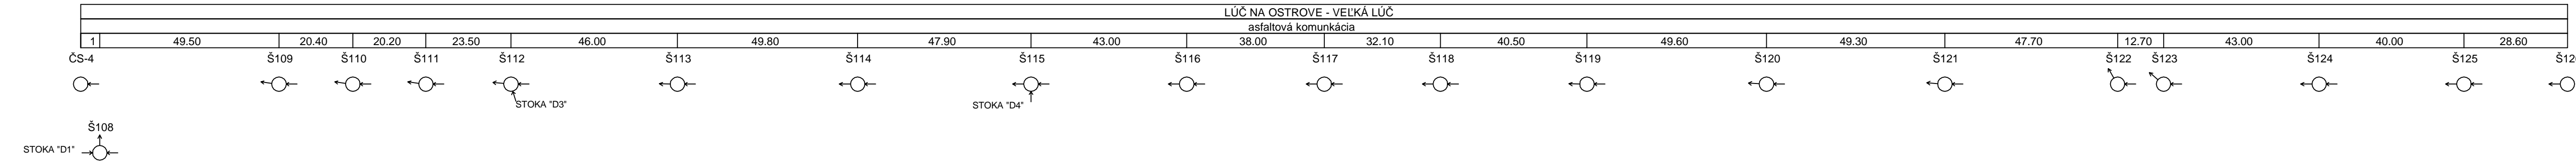 LÚČ NA OSTROVE - VEĽKÁ LÚČ
asfaltová komunkácia
1 49.50 20.40 20.20 23.50 46.00 49.80 47.90 43.00 38.00 32.10 40.50 49.60 49.30 47.70 12.70 43.00 40.00 28.60
ČS-4 Š109 Š110 Š111 Š112 Š113 Š114 Š115 Š116 Š117 Š118 Š119 Š120 Š121 Š122 Š123 Š124 Š125
STOKA "D3" STOKA "D4"
Š108
STOKA "D1"